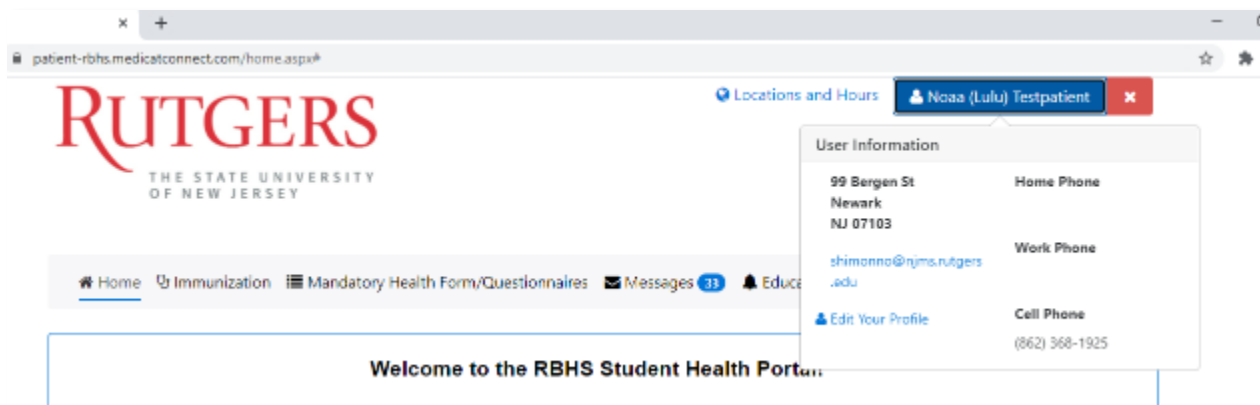 patient-rbhs.medicatconnect.com/home.aspx#
RUTGERS
THE STATE UNIVERSITY
OF NEW JERSEY
Locations and Hours
Noaa (Lulu) Testpatient
User Information
99 Bergen St
Newark
NJ 07103
shimonno@njms.rutgers
.edu
Edit Your Profile
Home Phone
Work Phone
Cell Phone
(862) 368-1925
Home Immunization Mandatory Health Form/Questionnaires Messages 33 Educa
Welcome to the RBHS Student Health Portal!